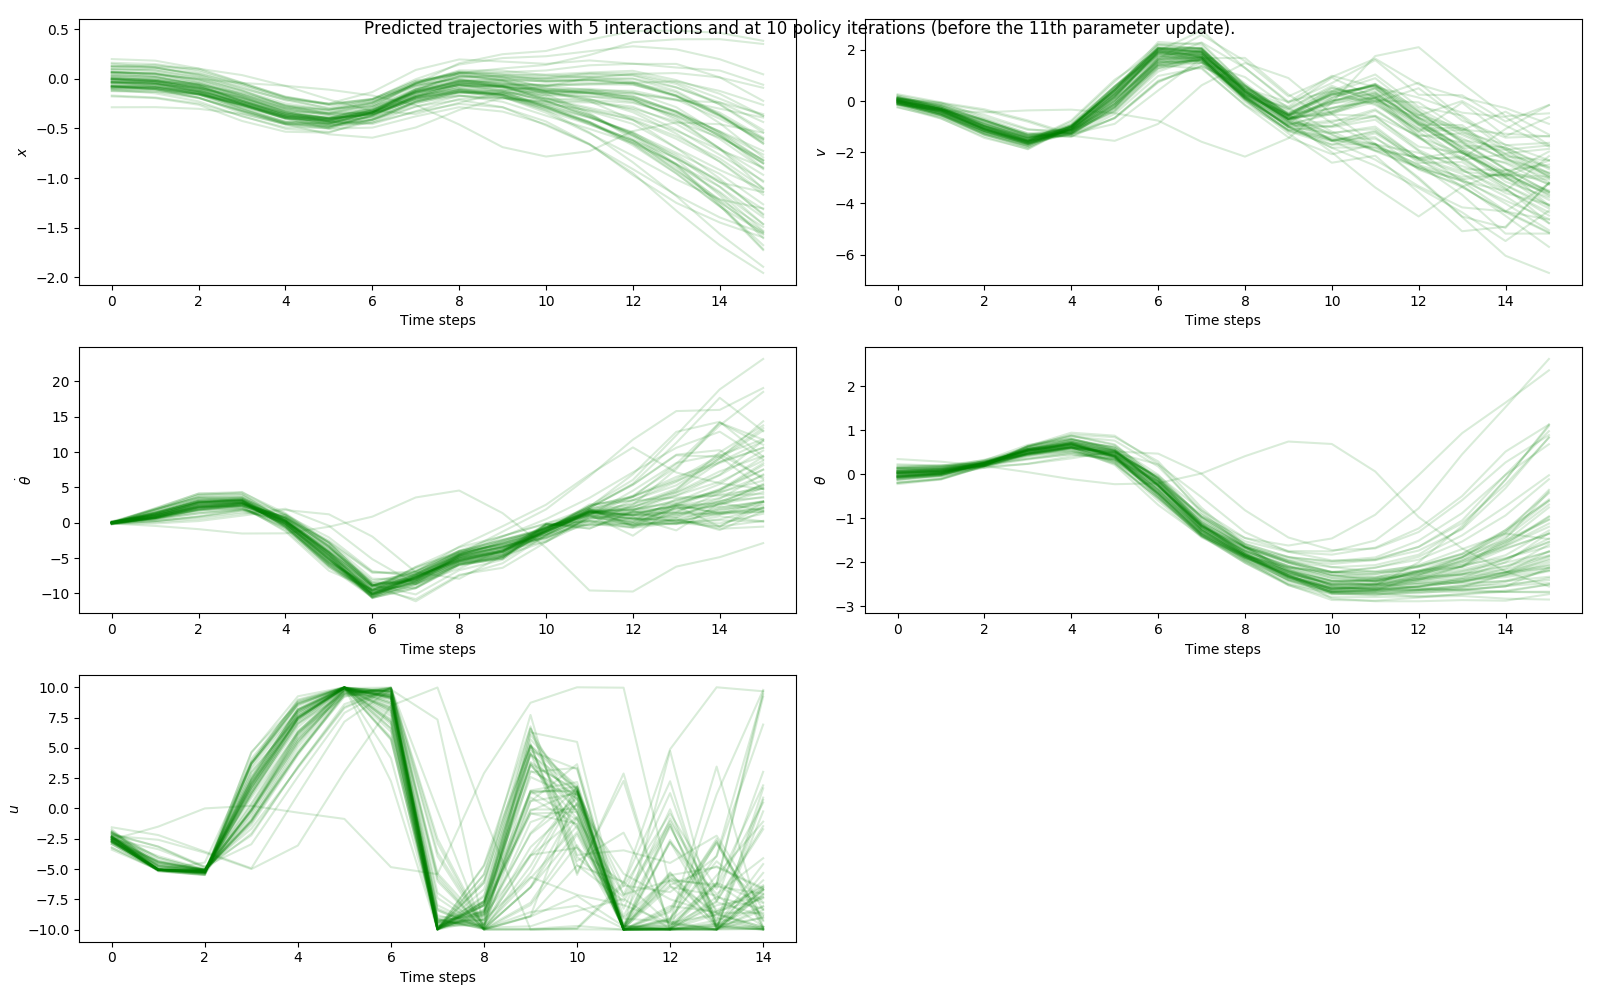 Predicted trajectories with 5 interactions and at 10 policy iterations (before the 11th parameter update).
0.5
0.0
−0.5
−1.0
−1.5
−2.0
x
0 2 4 6 8 10 12 14
Time steps
2
0
−2
−4
−6
v
0 2 4 6 8 10 12 14
Time steps
20
15
10
5
0
−5
−10
θ̇
0 2 4 6 8 10 12 14
Time steps
2
1
0
−1
−2
−3
θ
0 2 4 6 8 10 12 14
Time steps
10.0
7.5
5.0
2.5
0.0
−2.5
−5.0
−7.5
−10.0
u
0 2 4 6 8 10 12 14
Time steps